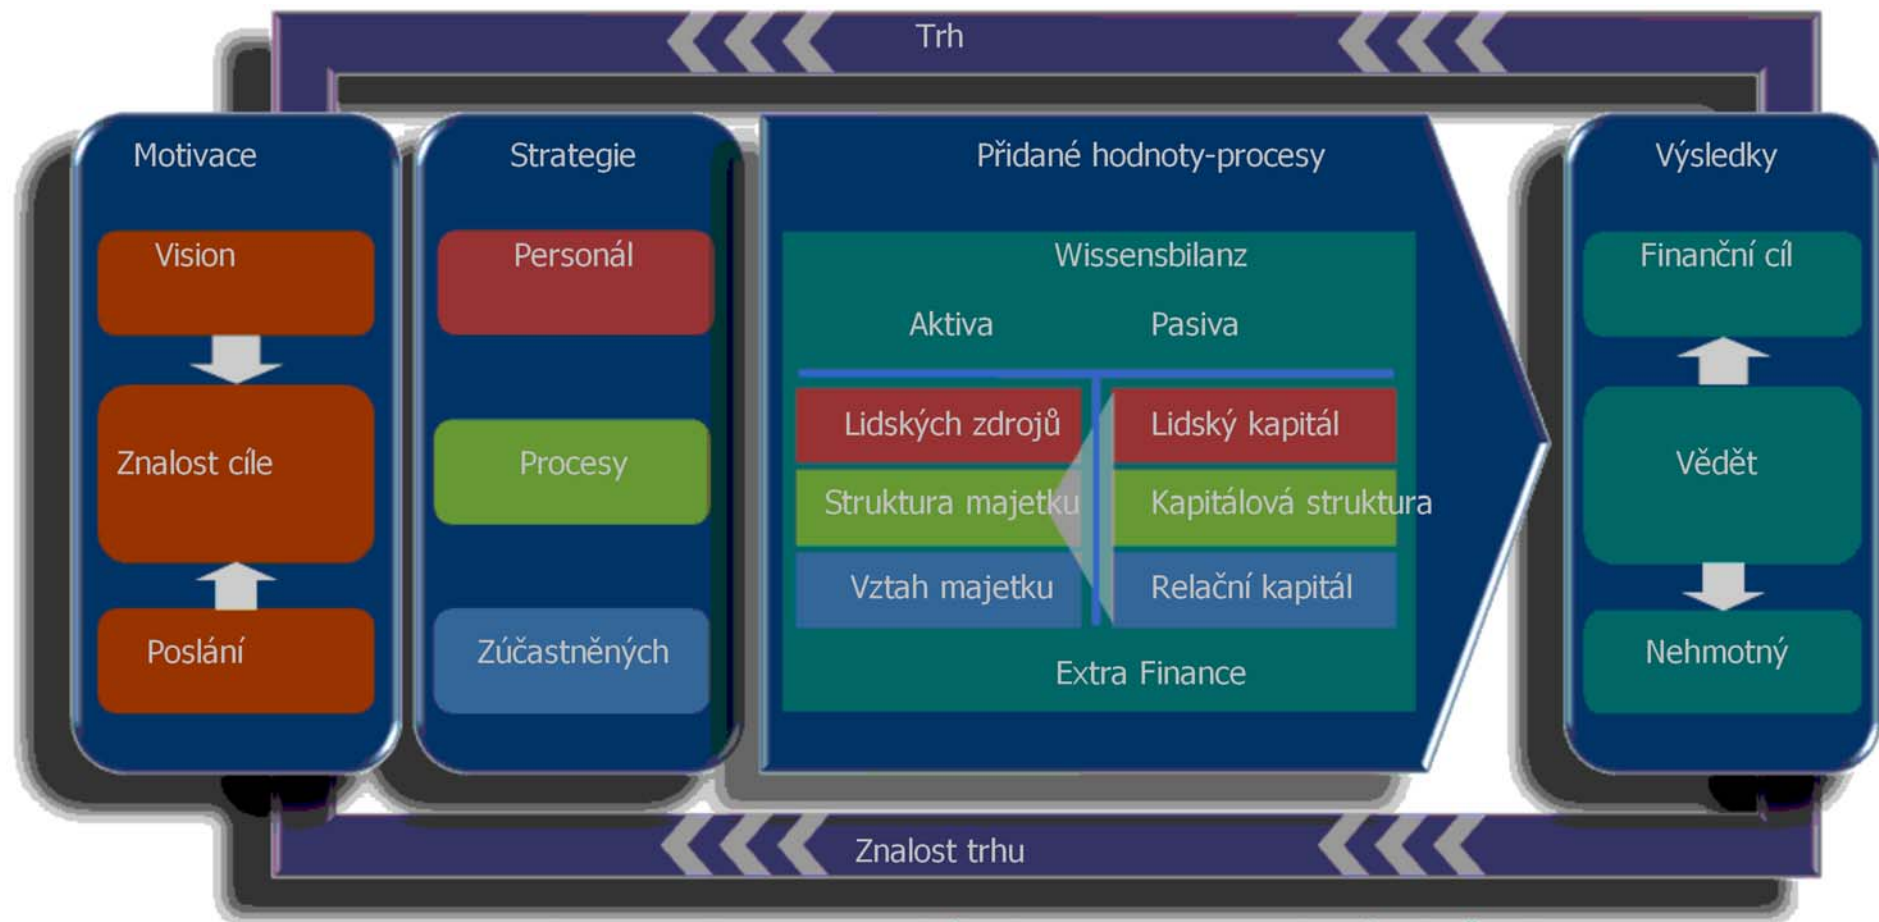 Trh
Motivace
Vision
Znalost cíle
Poslání
Strategie
Personál
Procesy
Zúčastněných
Přidané hodnoty-procesy
Wissensbilanz
Aktiva Pasiva
Lidských zdrojů Lidský kapitál
Struktura majetku Kapitálová struktura
Vztah majetku Relační kapitál
Extra Finance
Výsledky
Finanční cíl
Vědět
Nehmotný
Znalost trhu